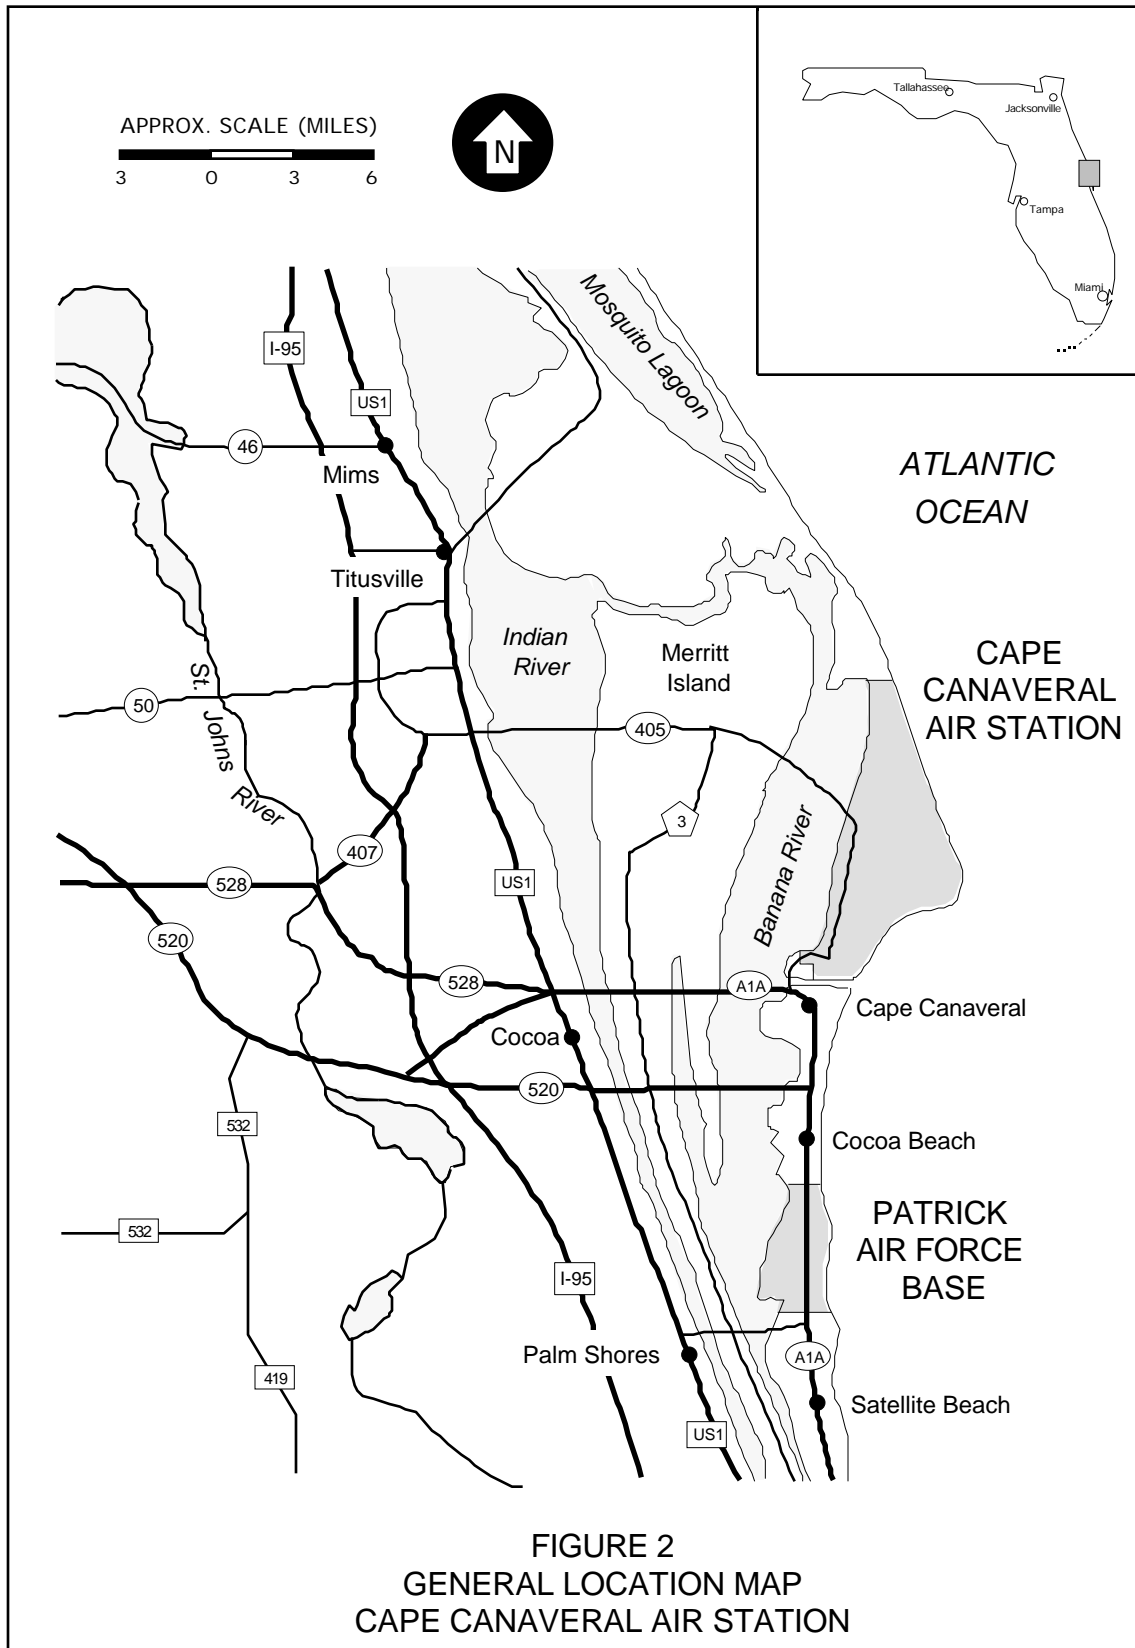 APPROX. SCALE (MILES)
3 0 3 6
N
Tallahassee
Jacksonville
Tampa
Miami
Mosquito Lagoon
I-95
US1
46
Mims
ATLANTIC
OCEAN
Titusville
Indian
River
Merritt
Island
CAPE
CANAVERAL
AIR STATION
St. Johns River
50
405
3
Banana River
407
528
US1
520
528
A1A
Cape Canaveral
Cocoa
520
532
Cocoa Beach
532
PATRICK
AIR FORCE
BASE
I-95
Palm Shores
A1A
419
Satellite Beach
US1
FIGURE 2
GENERAL LOCATION MAP
CAPE CANAVERAL AIR STATION